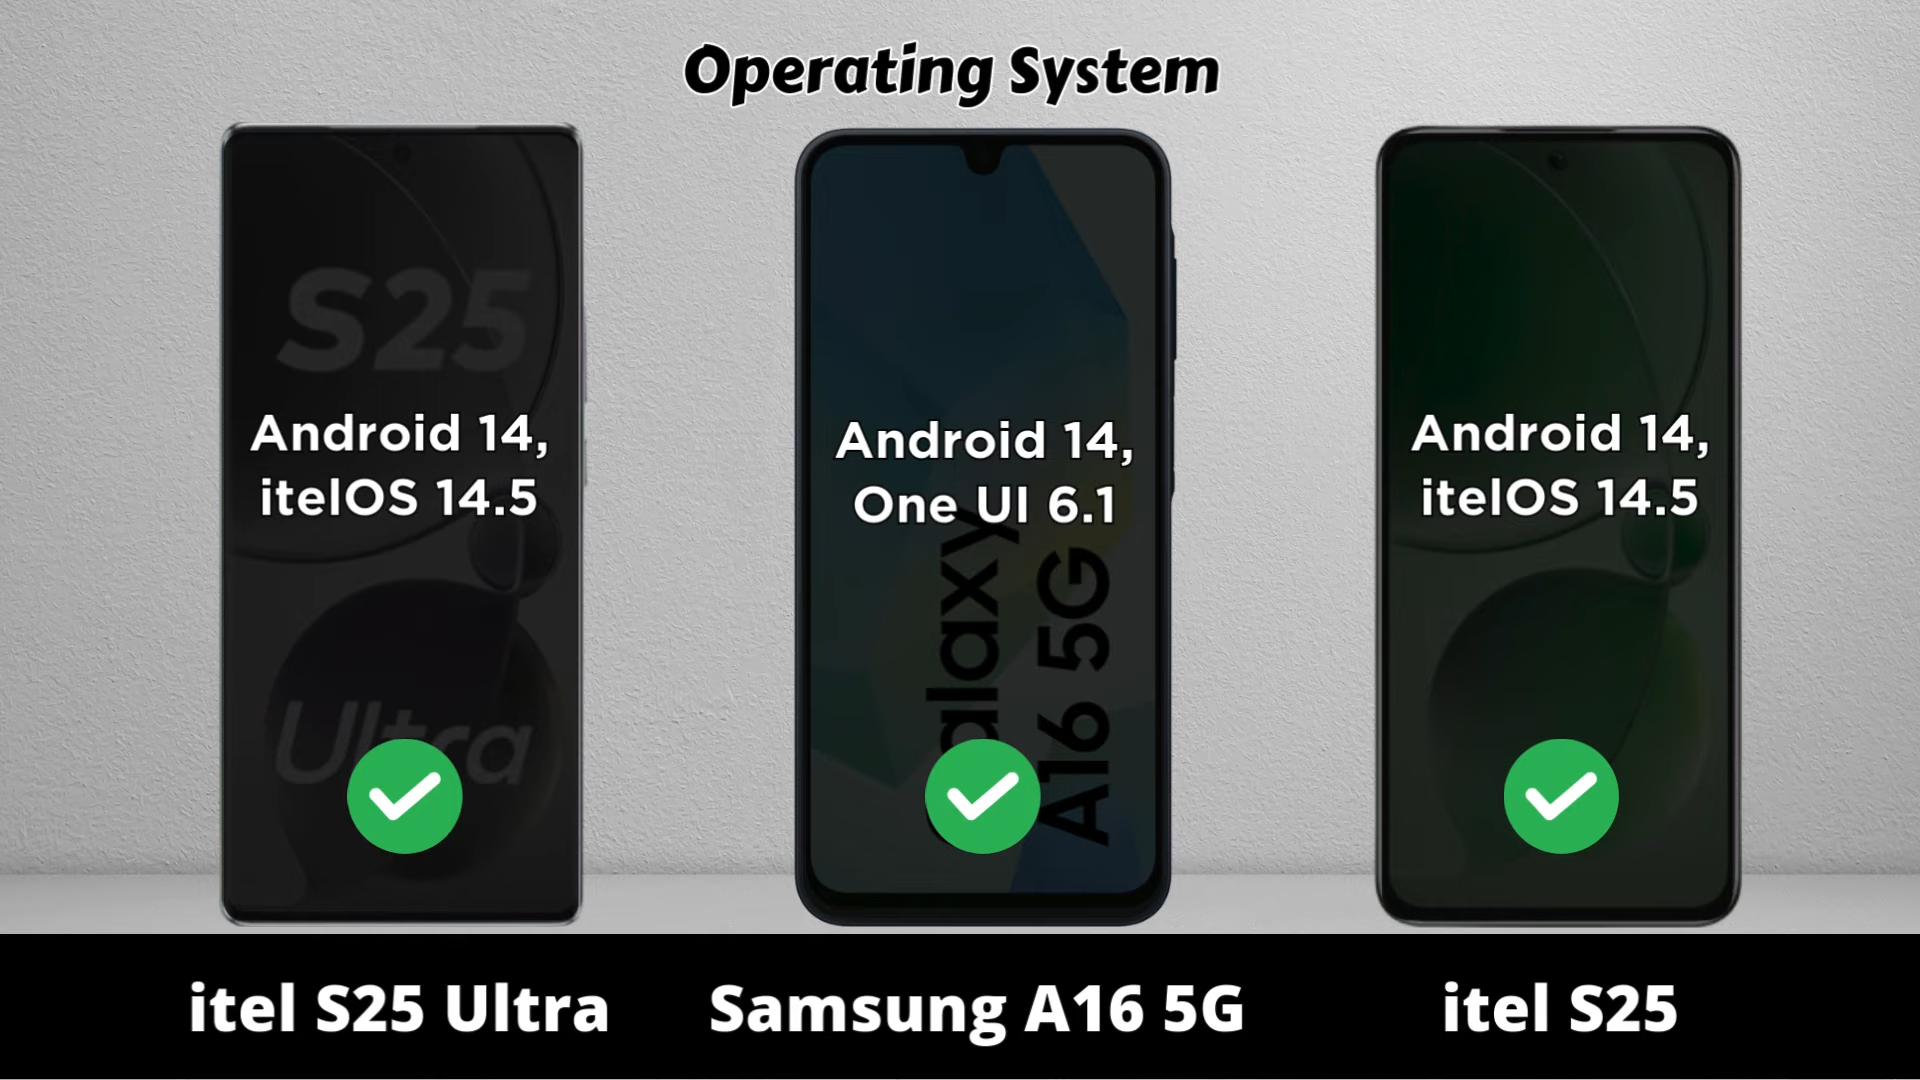 Operating System
S25
Android 14,
itelOS 14.5
Ultra
Android 14,
One UI 6.1
Galaxy
A16 5G
Android 14,
itelOS 14.5
itel S25 Ultra
Samsung A16 5G
itel S25